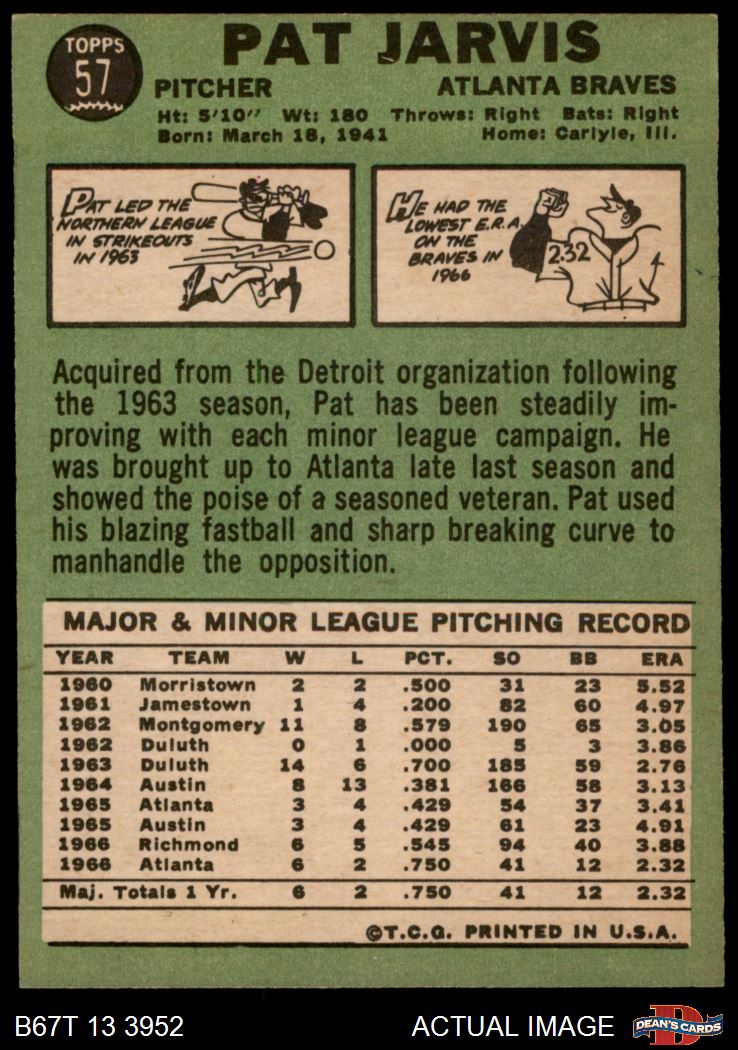 TOPPS
57
PAT JARVIS
PITCHER ATLANTA BRAVES
Ht: 5'10" Wt: 180 Throws: Right Bats: Right
Born: March 18, 1941 Home: Carlyle, Ill.
PAT LED THE
NORTHERN LEAGUE
IN STRIKEOUTS
IN 1963
HE HAD THE
LOWEST E.R.A.
ON THE
BRAVES IN
1966
2.32
Acquired from the Detroit organization following
the 1963 season, Pat has been steadily im-
proving with each minor league campaign. He
was brought up to Atlanta late last season and
showed the poise of a seasoned veteran. Pat used
his blazing fastball and sharp breaking curve to
manhandle the opposition.
MAJOR & MINOR LEAGUE PITCHING RECORD
YEAR TEAM W L PCT. SO BB ERA
1960 Morristown 2 2 .500 31 23 5.52
1961 Jamestown 1 4 .200 82 60 4.97
1962 Montgomery 11 8 .579 190 65 3.05
1962 Duluth 0 1 .000 5 3 3.86
1963 Duluth 14 6 .700 185 59 2.76
1964 Austin 8 13 .381 166 58 3.13
1965 Atlanta 3 4 .429 54 37 3.41
1965 Austin 3 4 .429 61 23 4.91
1966 Richmond 6 5 .545 94 40 3.88
1966 Atlanta 6 2 .750 41 12 2.32
Maj. Totals 1 Yr. 6 2 .750 41 12 2.32
©T.C.G. PRINTED IN U.S.A.
B67T 13 3952 ACTUAL IMAGE
DEAN'S CARDS